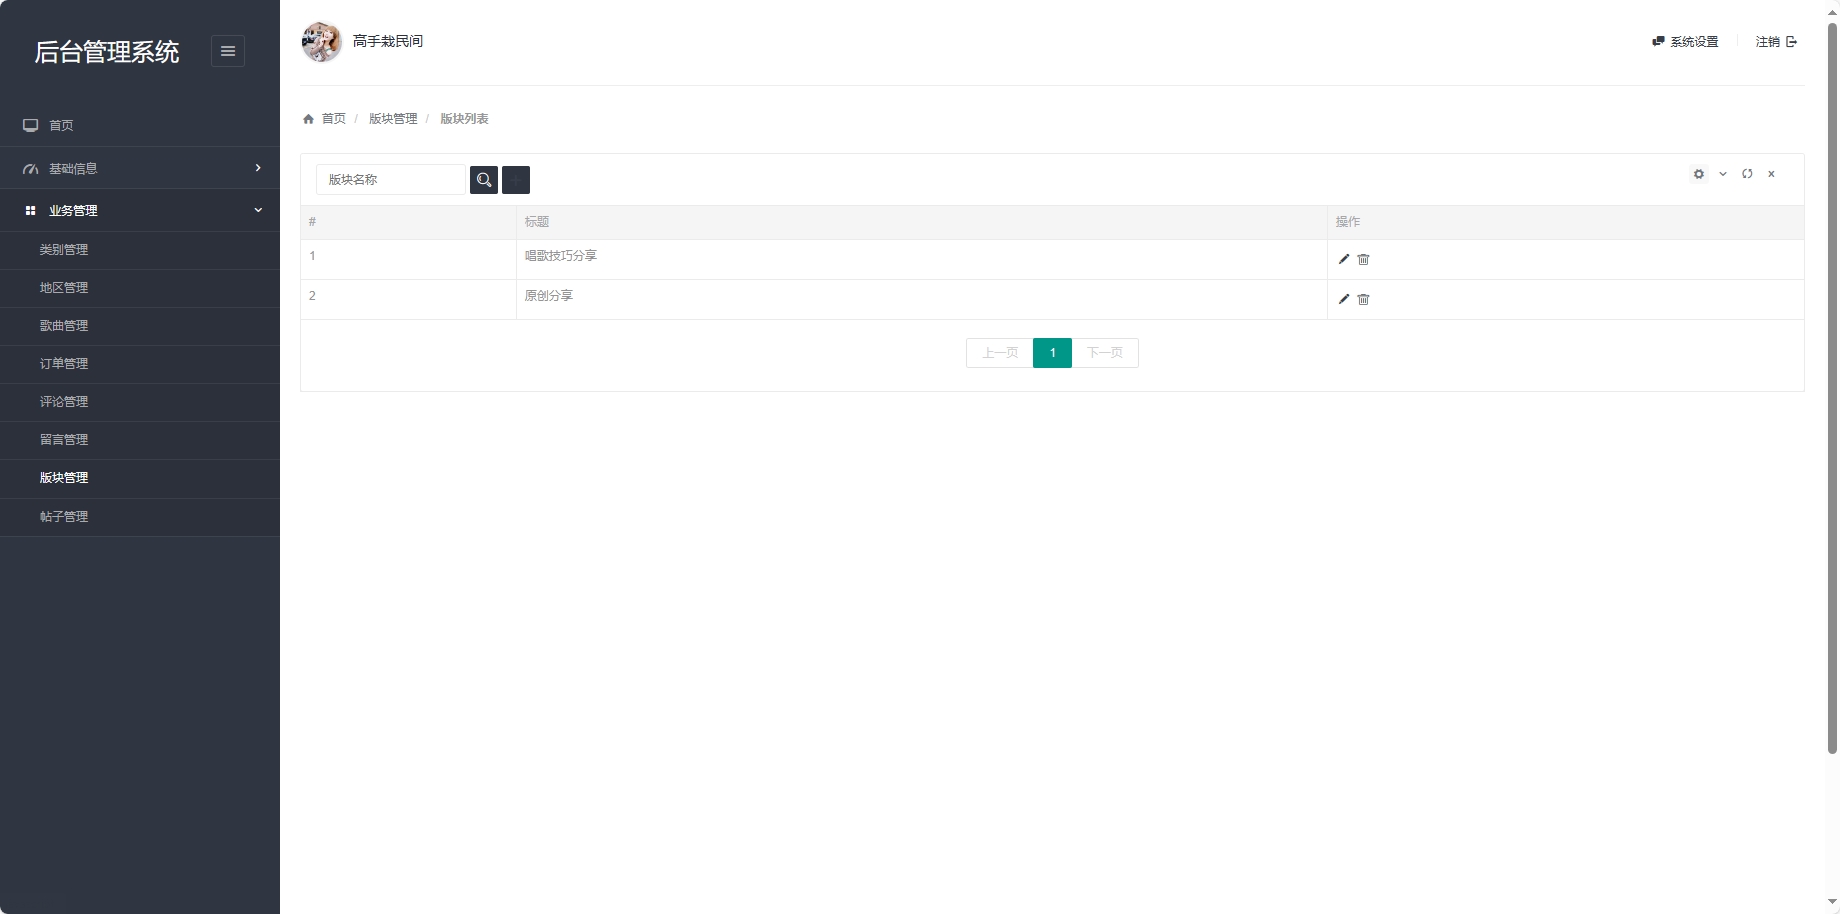 后台管理系统
高手栽民间
系统设置
注销
首页
基础信息
业务管理
类别管理
地区管理
歌曲管理
订单管理
评论管理
留言管理
版块管理
帖子管理
首页 / 版块管理 / 版块列表
版块名称
# 标题 操作
1 唱歌技巧分享
2 原创分享
上一页 1 下一页